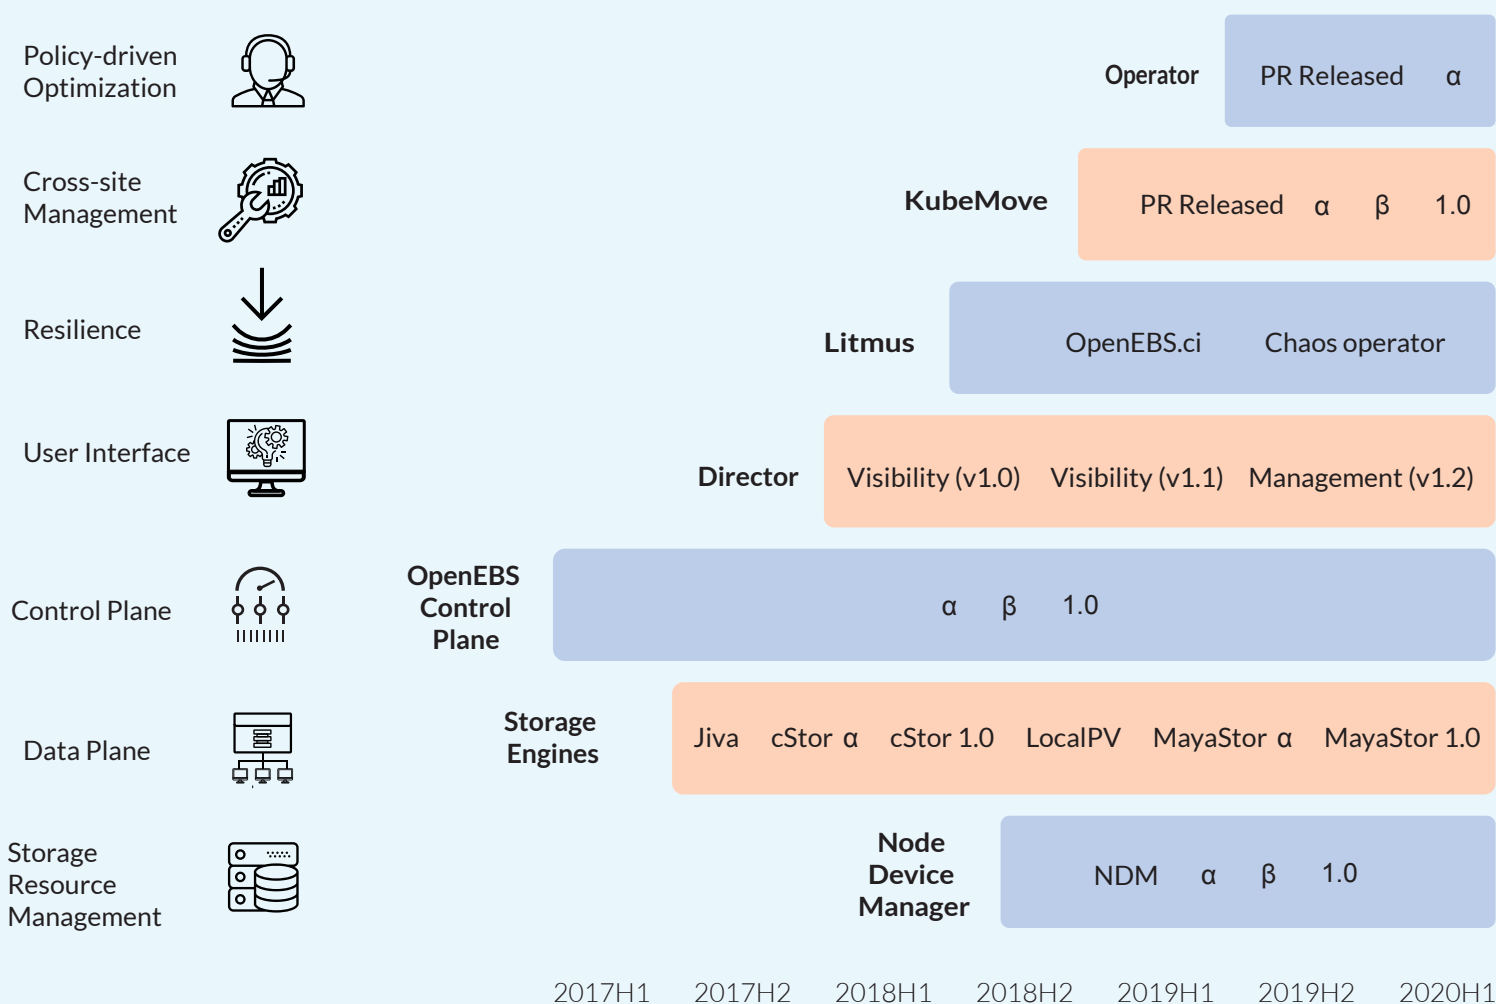 Policy-driven
Optimization
Operator
PR Released α
Cross-site
Management
KubeMove
PR Released α β 1.0
Resilience
Litmus
OpenEBS.ci Chaos operator
User Interface
Director
Visibility (v1.0) Visibility (v1.1) Management (v1.2)
Control Plane
OpenEBS
Control
Plane
α β 1.0
Data Plane
Storage
Engines
Jiva cStor α cStor 1.0 LocalPV MayaStor α MayaStor 1.0
Storage
Resource
Management
Node
Device
Manager
NDM α β 1.0
2017H1 2017H2 2018H1 2018H2 2019H1 2019H2 2020H1